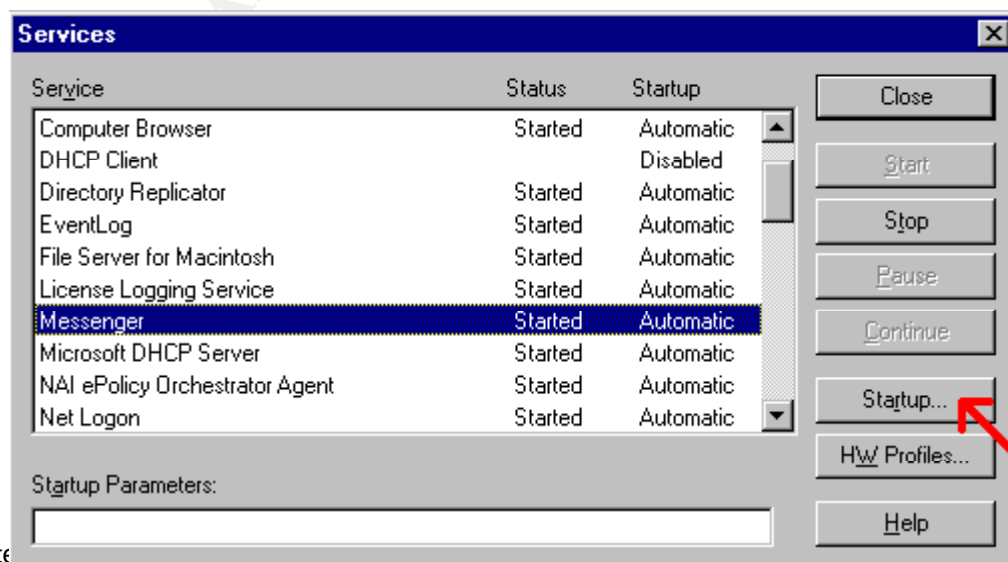 Services
Service Status Startup
Computer Browser Started Automatic
DHCP Client Disabled
Directory Replicator Started Automatic
EventLog Started Automatic
File Server for Macintosh Started Automatic
License Logging Service Started Automatic
Messenger Started Automatic
Microsoft DHCP Server Started Automatic
NAI ePolicy Orchestrator Agent Started Automatic
Net Logon Started Automatic
Startup Parameters:
Close
Start
Stop
Pause
Continue
Startup...
HW Profiles...
Help